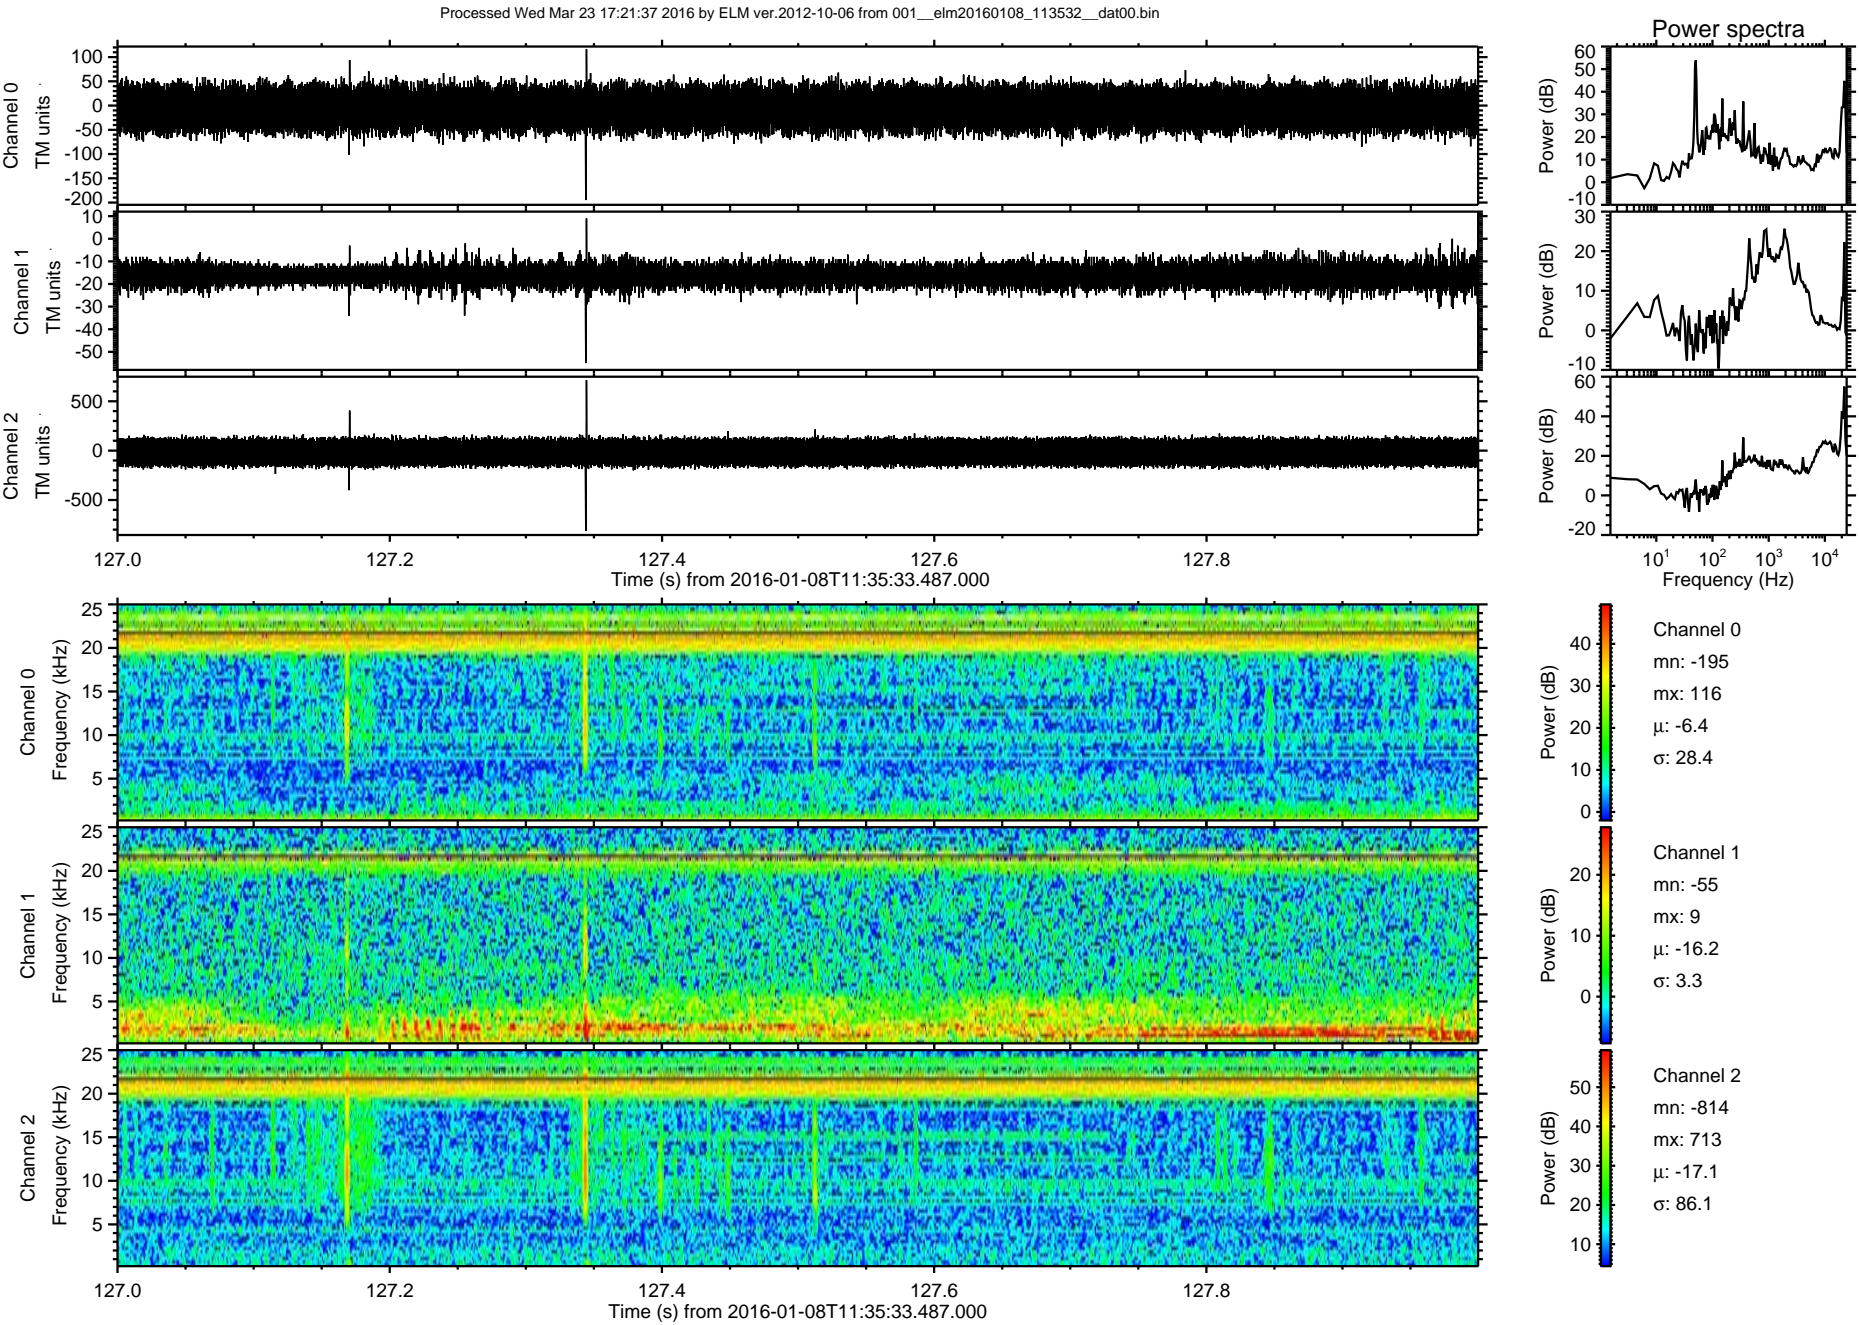 Processed Wed Mar 23 17:21:37 2016 by ELM ver.2012-10-06 from 001__elm20160108_113532__dat00.bin
Power spectra
Channel 0
TM units
100
50
0
-50
-100
-150
-200
Power (dB)
60
50
40
30
20
10
0
-10
Channel 1
TM units
10
0
-10
-20
-30
-40
-50
Power (dB)
30
20
10
0
-10
Channel 2
TM units
500
0
-500
Power (dB)
60
40
20
0
-20
127.0 127.2 127.4 127.6 127.8
Time (s) from 2016-01-08T11:35:33.487.000
10¹ 10² 10³ 10⁴
Frequency (Hz)
Channel 0
Frequency (kHz)
25
20
15
10
5
Power (dB)
40
30
20
10
0
Channel 0
mn: -195
mx: 116
μ: -6.4
σ: 28.4
Channel 1
Frequency (kHz)
25
20
15
10
5
Power (dB)
20
10
0
Channel 1
mn: -55
mx: 9
μ: -16.2
σ: 3.3
Channel 2
Frequency (kHz)
25
20
15
10
5
Power (dB)
50
40
30
20
10
Channel 2
mn: -814
mx: 713
μ: -17.1
σ: 86.1
127.0 127.2 127.4 127.6 127.8
Time (s) from 2016-01-08T11:35:33.487.000